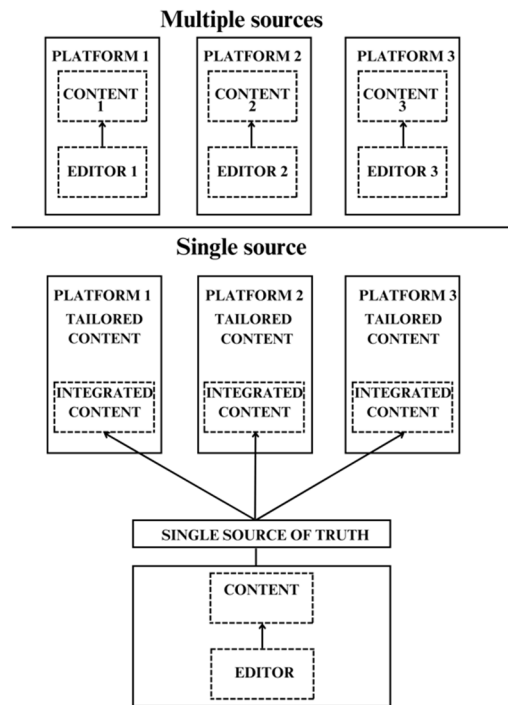 Multiple sources
PLATFORM 1
CONTENT
1
EDITOR 1
PLATFORM 2
CONTENT
2
EDITOR 2
PLATFORM 3
CONTENT
3
EDITOR 3
Single source
PLATFORM 1
TAILORED
CONTENT
INTEGRATED
CONTENT
PLATFORM 2
TAILORED
CONTENT
INTEGRATED
CONTENT
PLATFORM 3
TAILORED
CONTENT
INTEGRATED
CONTENT
SINGLE SOURCE OF TRUTH
CONTENT
EDITOR